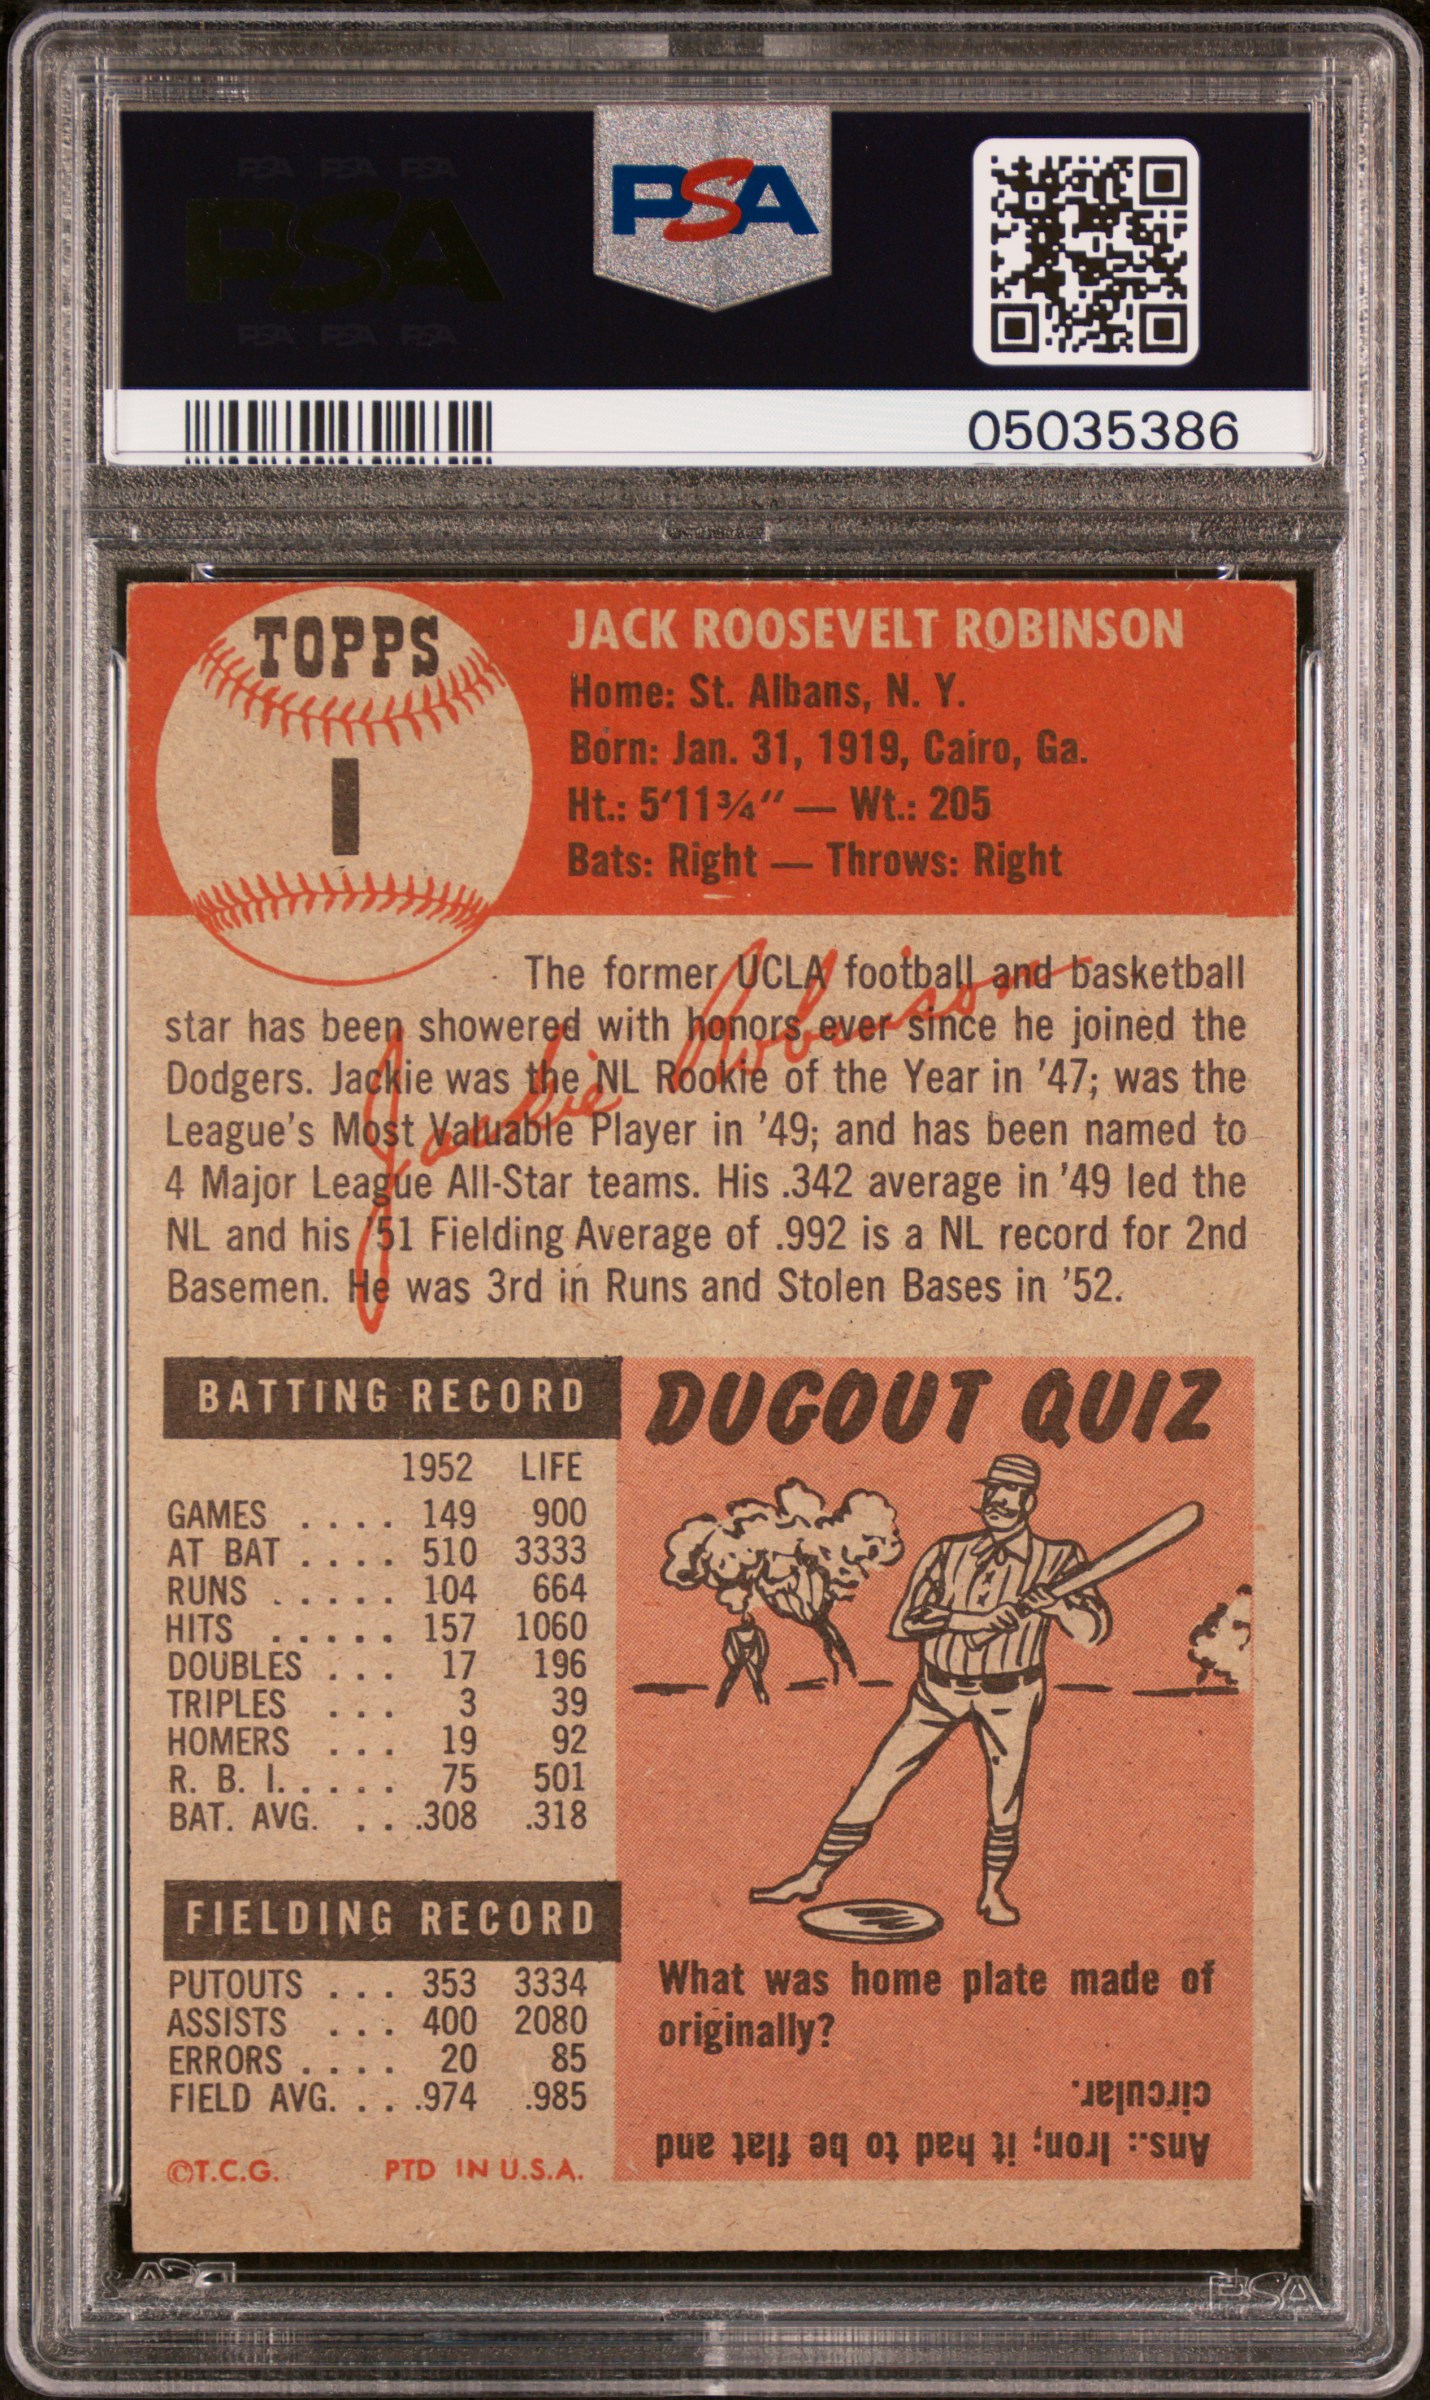 PSA PSA PSA
PSA
PSA PSA PSA
PSA
05035386
TOPPS
1
JACK ROOSEVELT ROBINSON
Home: St. Albans, N. Y.
Born: Jan. 31, 1919, Cairo, Ga.
Ht.: 5'11¾" — Wt.: 205
Bats: Right — Throws: Right
Jackie Robinson
The former UCLA football and basketball
star has been showered with honors ever since he joined the
Dodgers. Jackie was the NL Rookie of the Year in '47; was the
League's Most Valuable Player in '49; and has been named to
4 Major League All-Star teams. His .342 average in '49 led the
NL and his '51 Fielding Average of .992 is a NL record for 2nd
Basemen. He was 3rd in Runs and Stolen Bases in '52.
BATTING RECORD
1952 LIFE
GAMES . . . . 149 900
AT BAT . . . . 510 3333
RUNS . . . . . 104 664
HITS . . . . . 157 1060
DOUBLES . . . 17 196
TRIPLES . . . 3 39
HOMERS . . . 19 92
R. B. I. . . . . 75 501
BAT. AVG. . . .308 .318
FIELDING RECORD
PUTOUTS . . . 353 3334
ASSISTS . . . 400 2080
ERRORS . . . . 20 85
FIELD AVG. . . .974 .985
©T.C.G. PTD IN U.S.A.
DUGOUT QUIZ
What was home plate made of
originally?
Ans.: Iron; it had to be flat and
circular.
PSA
PSA